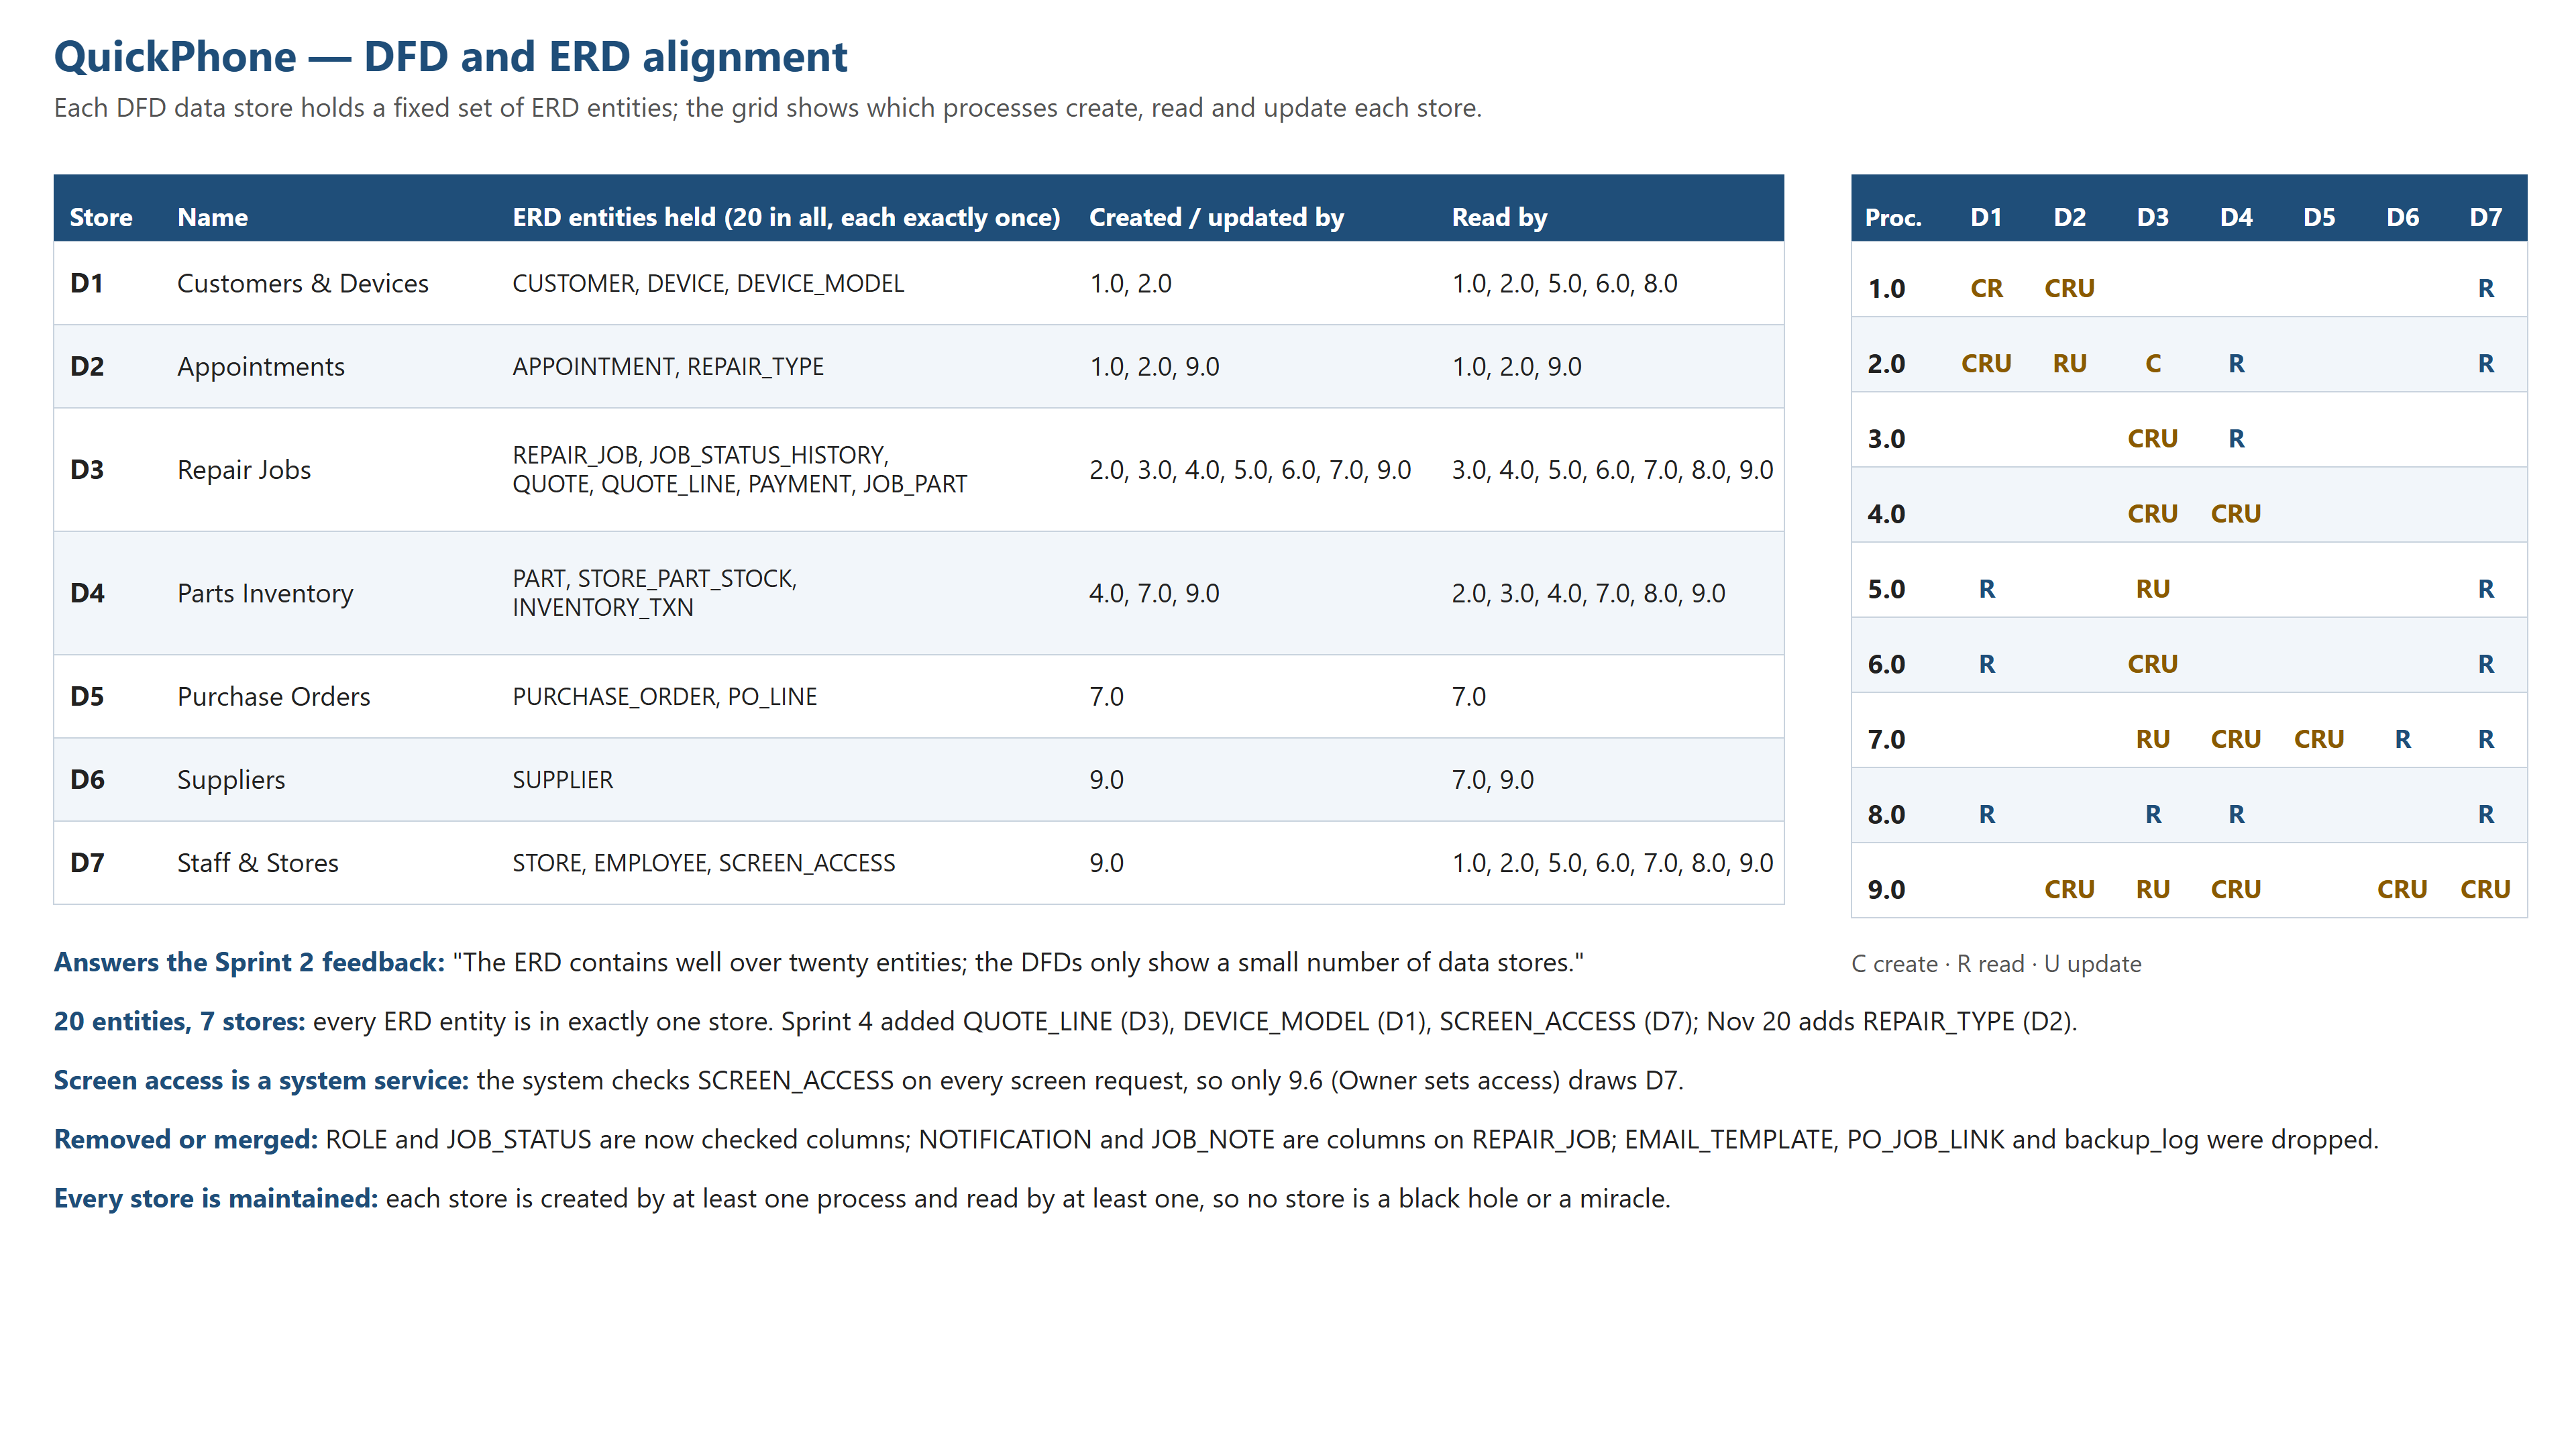 QuickPhone — DFD and ERD alignment
Each DFD data store holds a fixed set of ERD entities; the grid shows which processes create, read and update each store.
Store Name ERD entities held (20 in all, each exactly once) Created / updated by Read by
D1 Customers & Devices CUSTOMER, DEVICE, DEVICE_MODEL 1.0, 2.0 1.0, 2.0, 5.0, 6.0, 8.0
D2 Appointments APPOINTMENT, REPAIR_TYPE 1.0, 2.0, 9.0 1.0, 2.0, 9.0
D3 Repair Jobs REPAIR_JOB, JOB_STATUS_HISTORY,
QUOTE, QUOTE_LINE, PAYMENT, JOB_PART 2.0, 3.0, 4.0, 5.0, 6.0, 7.0, 9.0 3.0, 4.0, 5.0, 6.0, 7.0, 8.0, 9.0
D4 Parts Inventory PART, STORE_PART_STOCK,
INVENTORY_TXN 4.0, 7.0, 9.0 2.0, 3.0, 4.0, 7.0, 8.0, 9.0
D5 Purchase Orders PURCHASE_ORDER, PO_LINE 7.0 7.0
D6 Suppliers SUPPLIER 9.0 7.0, 9.0
D7 Staff & Stores STORE, EMPLOYEE, SCREEN_ACCESS 9.0 1.0, 2.0, 5.0, 6.0, 7.0, 8.0, 9.0
Proc. D1 D2 D3 D4 D5 D6 D7
1.0 CR CRU R
2.0 CRU RU C R R
3.0 CRU R
4.0 CRU CRU
5.0 R RU R
6.0 R CRU R
7.0 RU CRU CRU R R
8.0 R R R R
9.0 CRU RU CRU CRU CRU
C create · R read · U update
Answers the Sprint 2 feedback: "The ERD contains well over twenty entities; the DFDs only show a small number of data stores."
20 entities, 7 stores: every ERD entity is in exactly one store. Sprint 4 added QUOTE_LINE (D3), DEVICE_MODEL (D1), SCREEN_ACCESS (D7); Nov 20 adds REPAIR_TYPE (D2).
Screen access is a system service: the system checks SCREEN_ACCESS on every screen request, so only 9.6 (Owner sets access) draws D7.
Removed or merged: ROLE and JOB_STATUS are now checked columns; NOTIFICATION and JOB_NOTE are columns on REPAIR_JOB; EMAIL_TEMPLATE, PO_JOB_LINK and backup_log were dropped.
Every store is maintained: each store is created by at least one process and read by at least one, so no store is a black hole or a miracle.